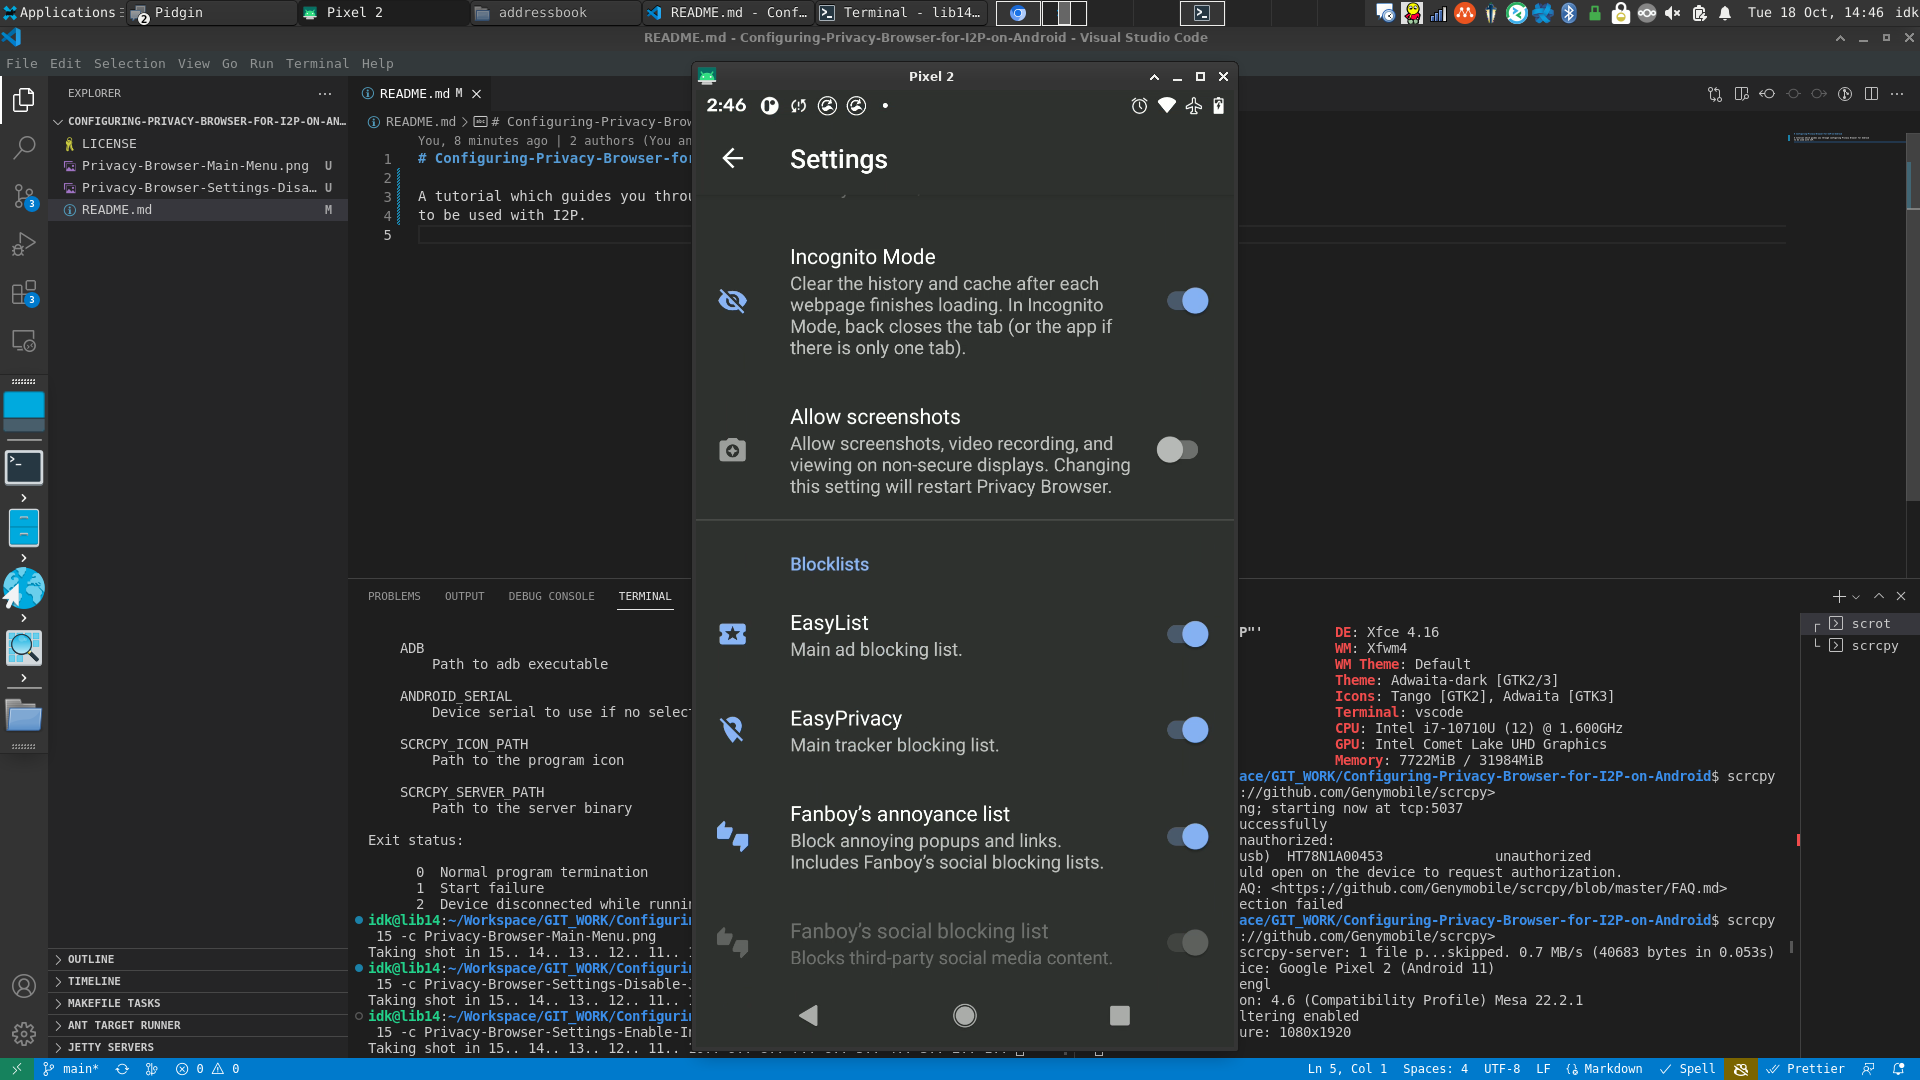 Applications
2
Pidgin
Pixel 2
addressbook
README.md - Conf...
Terminal - lib14...
Tue 18 Oct, 14:46
idk
README.md - Configuring-Privacy-Browser-for-I2P-on-Android - Visual Studio Code
File Edit Selection View Go Run Terminal Help
EXPLORER
CONFIGURING-PRIVACY-BROWSER-FOR-I2P-ON-AN...
LICENSE
Privacy-Browser-Main-Menu.png U
Privacy-Browser-Settings-Disa... U
README.md M
3
3
OUTLINE
TIMELINE
MAKEFILE TASKS
ANT TARGET RUNNER
JETTY SERVERS
README.md M
README.md > # Configuring-Privacy-Brow
You, 8 minutes ago | 2 authors (You an
1 # Configuring-Privacy-Browser-for
2
3 A tutorial which guides you throu
4 to be used with I2P.
5
Pixel 2
2:46
Settings
Incognito Mode
Clear the history and cache after each
webpage finishes loading. In Incognito
Mode, back closes the tab (or the app if
there is only one tab).
Allow screenshots
Allow screenshots, video recording, and
viewing on non-secure displays. Changing
this setting will restart Privacy Browser.
Blocklists
EasyList
Main ad blocking list.
EasyPrivacy
Main tracker blocking list.
Fanboy's annoyance list
Block annoying popups and links.
Includes Fanboy's social blocking lists.
Fanboy's social blocking list
Blocks third-party social media content.
PROBLEMS OUTPUT DEBUG CONSOLE TERMINAL
ADB
Path to adb executable
ANDROID_SERIAL
Device serial to use if no select
SCRCPY_ICON_PATH
Path to the program icon
SCRCPY_SERVER_PATH
Path to the server binary
Exit status:
0 Normal program termination
1 Start failure
2 Device disconnected while runnin
idk@lib14:~/Workspace/GIT_WORK/Configurin
15 -c Privacy-Browser-Main-Menu.png
Taking shot in 15.. 14.. 13.. 12.. 11..
idk@lib14:~/Workspace/GIT_WORK/Configurin
15 -c Privacy-Browser-Settings-Disable-
Taking shot in 15.. 14.. 13.. 12.. 11..
idk@lib14:~/Workspace/GIT_WORK/Configurin
15 -c Privacy-Browser-Settings-Enable-In
Taking shot in 15.. 14.. 13.. 12.. 11..
P"'
DE: Xfce 4.16
WM: Xfwm4
WM Theme: Default
Theme: Adwaita-dark [GTK2/3]
Icons: Tango [GTK2], Adwaita [GTK3]
Terminal: vscode
CPU: Intel i7-10710U (12) @ 1.600GHz
GPU: Intel Comet Lake UHD Graphics
Memory: 7722MiB / 31984MiB
ace/GIT_WORK/Configuring-Privacy-Browser-for-I2P-on-Android$ scrcpy
://github.com/Genymobile/scrcpy>
ng; starting now at tcp:5037
uccessfully
nauthorized:
usb) HT78N1A00453 unauthorized
uld open on the device to request authorization.
AQ: <https://github.com/Genymobile/scrcpy/blob/master/FAQ.md>
ection failed
ace/GIT_WORK/Configuring-Privacy-Browser-for-I2P-on-Android$ scrcpy
://github.com/Genymobile/scrcpy>
scrcpy-server: 1 file p...skipped. 0.7 MB/s (40683 bytes in 0.053s)
ice: Google Pixel 2 (Android 11)
engl
on: 4.6 (Compatibility Profile) Mesa 22.2.1
ltering enabled
ure: 1080x1920
scrot
scrcpy
main* 0 0
Ln 5, Col 1 Spaces: 4 UTF-8 LF Markdown Spell Prettier